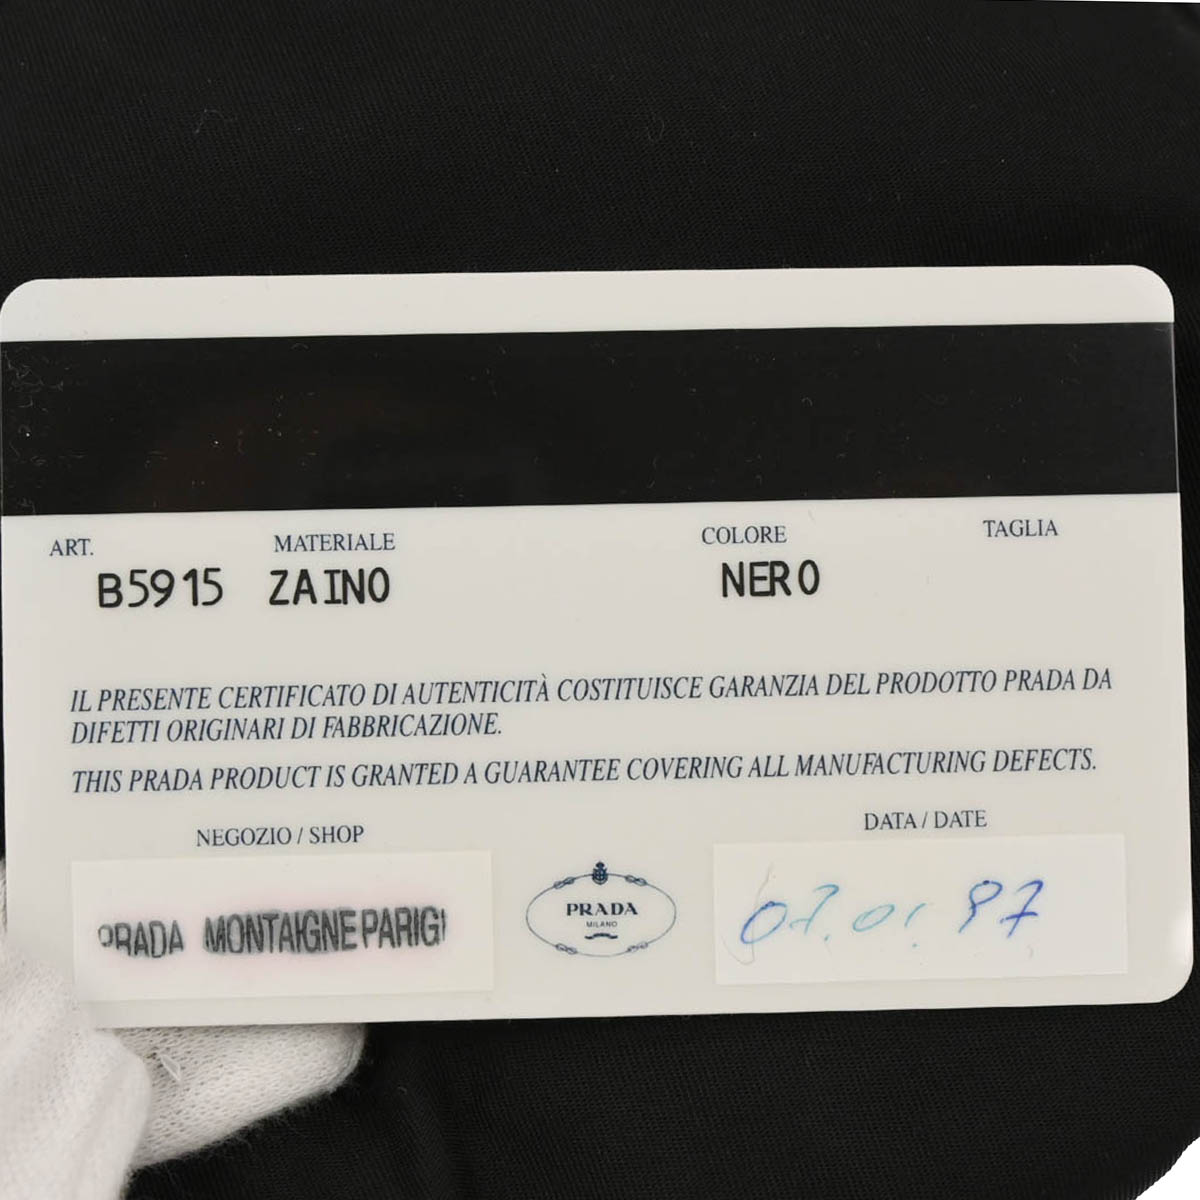 ART. MATERIALE COLORE TAGLIA
B5915 ZAINO NERO
IL PRESENTE CERTIFICATO DI AUTENTICITÀ COSTITUISCE GARANZIA DEL PRODOTTO PRADA DA
DIFETTI ORIGINARI DI FABBRICAZIONE.
THIS PRADA PRODUCT IS GRANTED A GUARANTEE COVERING ALL MANUFACTURING DEFECTS.
NEGOZIO / SHOP DATA / DATE
PRADA MONTAIGNE PARIGI
PRADA
MILANO
07.01.97